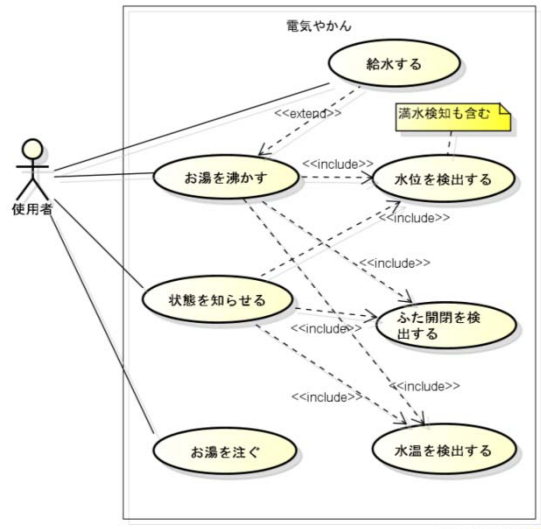 電気やかん
給水する
<<extend>>
満水検知も含む
お湯を沸かす
<<include>>
水位を検出する
使用者
<<include>>
<<include>>
状態を知らせる
ふた開閉を検
出する
<<include>>
<<include>>
<<include>>
お湯を注ぐ
水温を検出する